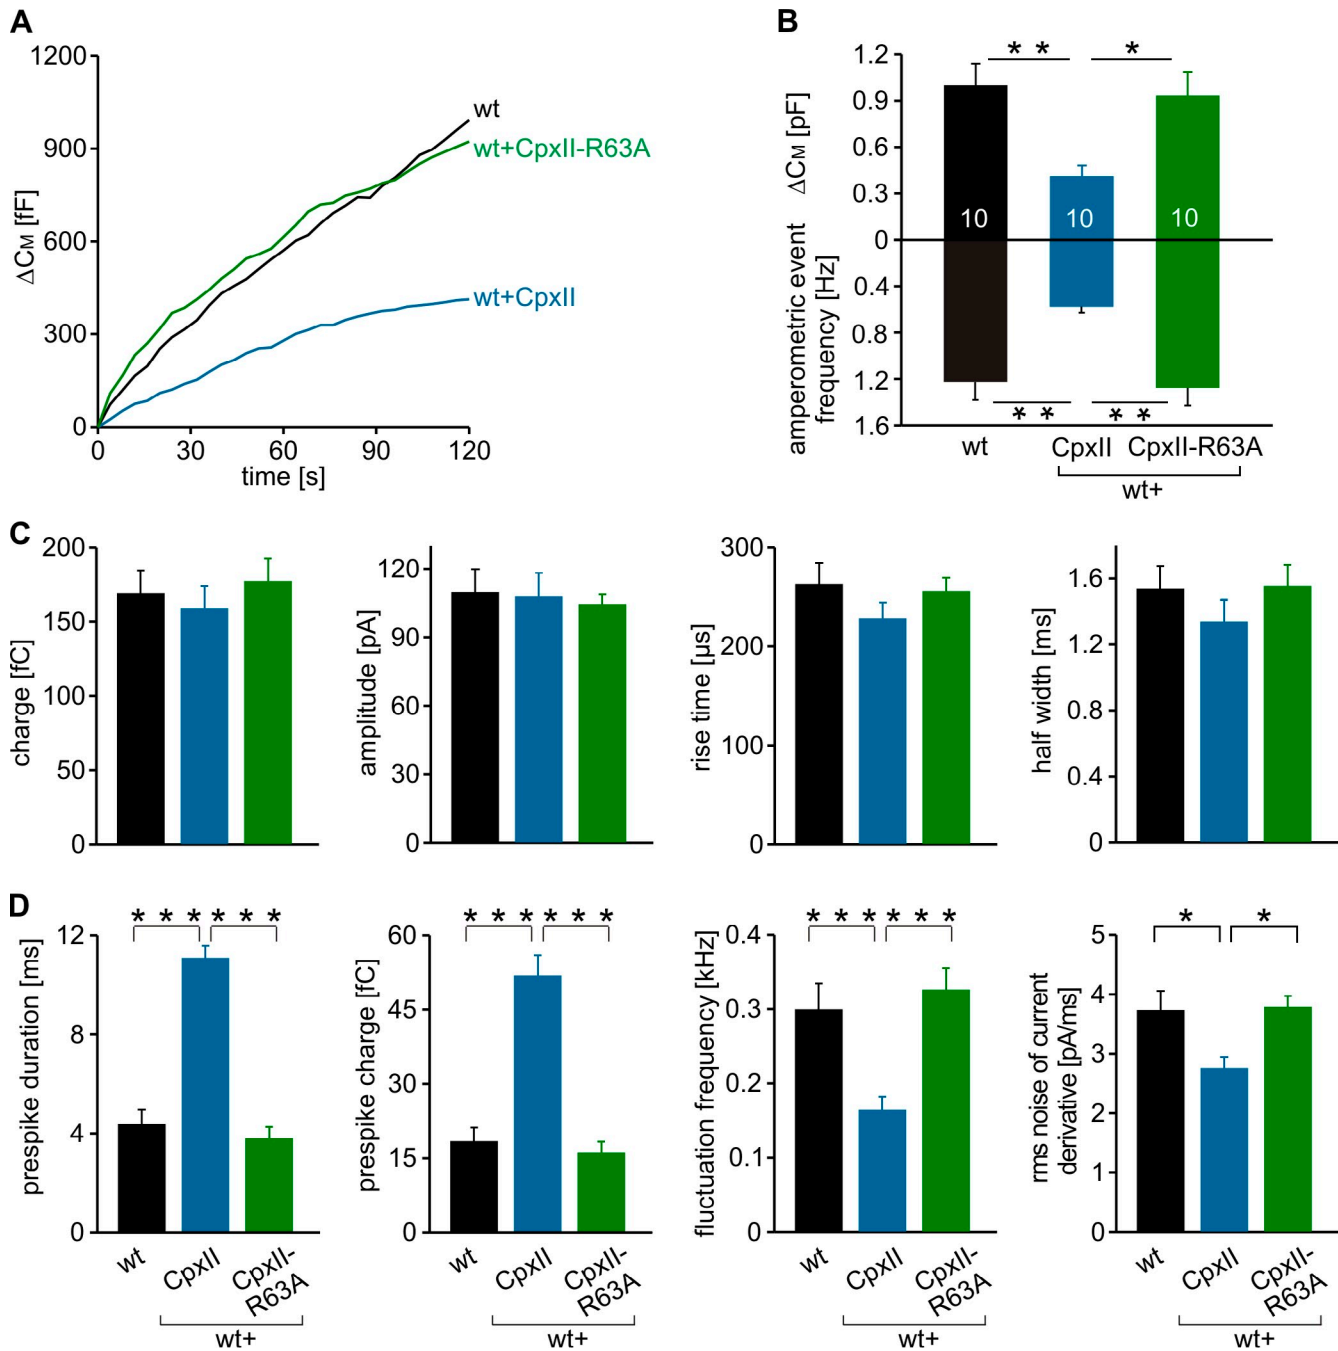 A
1200
900
600
300
0
ΔCM [fF]
0 30 60 90 120
time [s]
wt
wt+CpxII-R63A
wt+CpxII
B
1.2
0.9
0.6
0.3
0
0.4
0.8
1.2
1.6
ΔCM [pF]
amperometric event
frequency [Hz]
* * *
10 10 10
* * * *
wt CpxII CpxII-R63A
wt+
C
200
150
100
50
0
charge [fC]
120
90
60
30
0
amplitude [pA]
300
200
100
0
rise time [µs]
1.6
1.2
0.8
0.4
0
half width [ms]
D
* * * * * *
12
8
4
0
prespike duration [ms]
wt CpxII CpxII-
R63A
wt+
* * * * * *
60
45
30
15
0
prespike charge [fC]
wt CpxII CpxII-
R63A
wt+
* * * * * *
0.4
0.3
0.2
0.1
0
fluctuation frequency [kHz]
wt CpxII CpxII-
R63A
wt+
* *
5
4
3
2
1
0
rms noise of current
derivative [pA/ms]
wt CpxII CpxII-
R63A
wt+